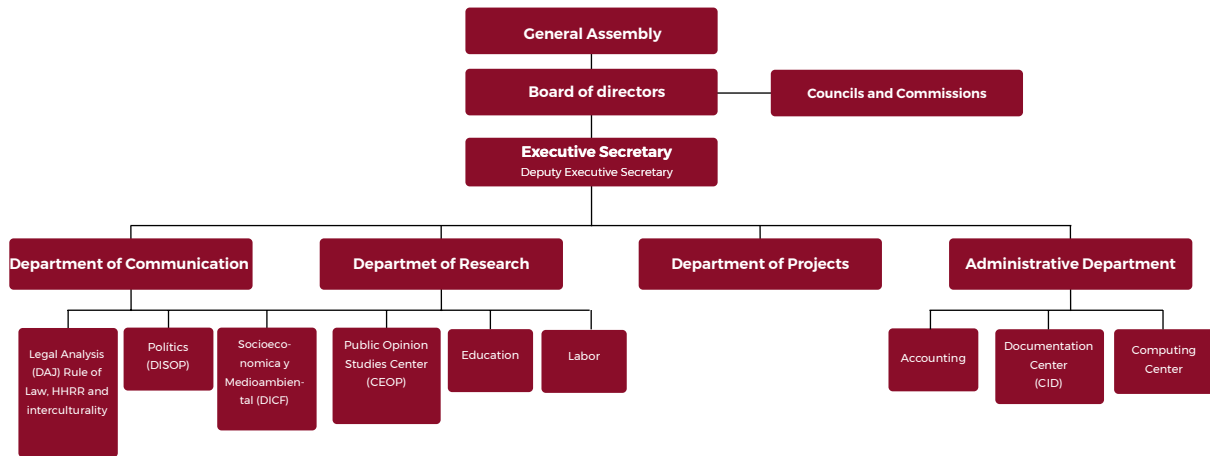 General Assembly
Board of directors
Councils and Commissions
Executive Secretary
Deputy Executive Secretary
Department of Communication
Departmet of Research
Department of Projects
Administrative Department
Legal Analysis
(DAJ) Rule of
Law, HHRR and
interculturality
Polítics
(DISOP)
Socioeco-
nomica y
Medioambien-
tal (DICF)
Public Opinion
Studies Center
(CEOP)
Education
Labor
Accounting
Documentation
Center
(CID)
Computing
Center